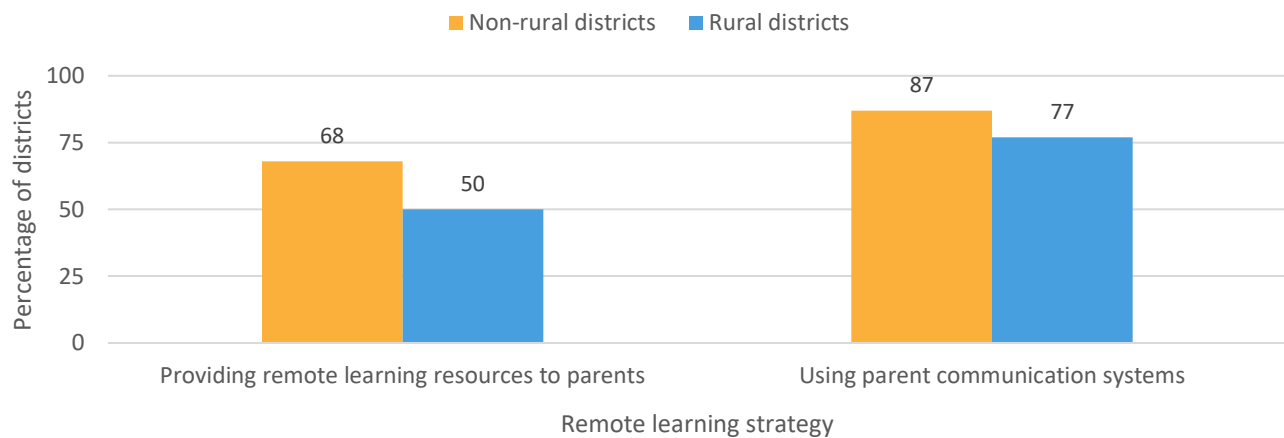 Non-rural districts Rural districts
Percentage of districts
100
75
50
25
0
68
50
87
77
Providing remote learning resources to parents
Using parent communication systems
Remote learning strategy